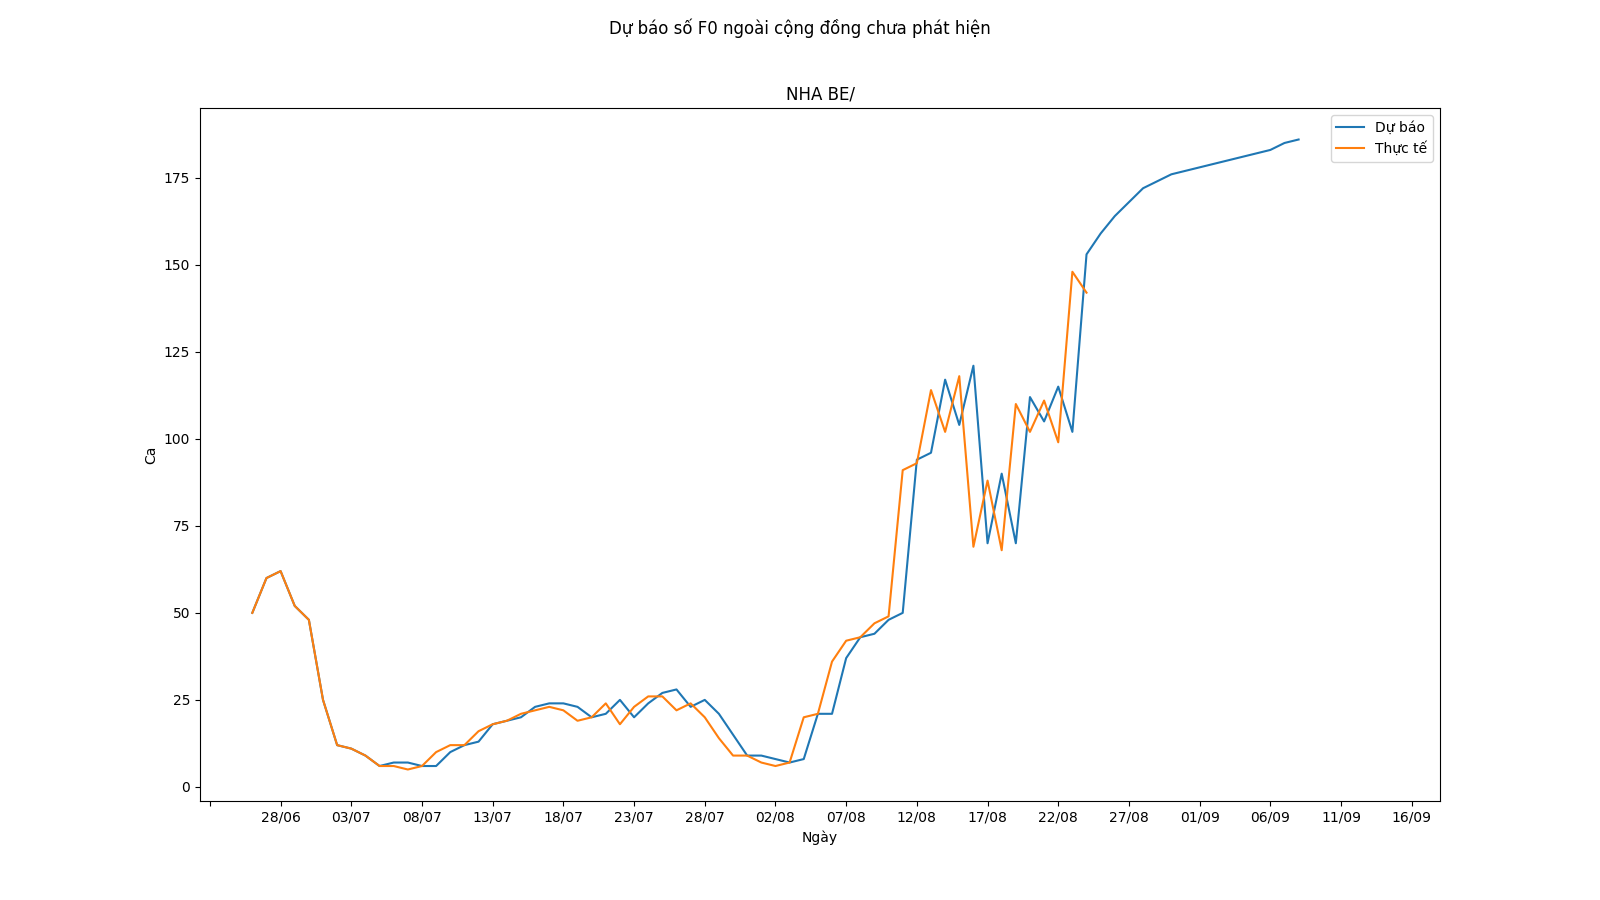 Dự báo số F0 ngoài cộng đồng chưa phát hiện
NHA BE/
Dự báo
Thực tế
175
150
125
100
75
50
25
0
Ca
28/06 03/07 08/07 13/07 18/07 23/07 28/07 02/08 07/08 12/08 17/08 22/08 27/08 01/09 06/09 11/09 16/09
Ngày